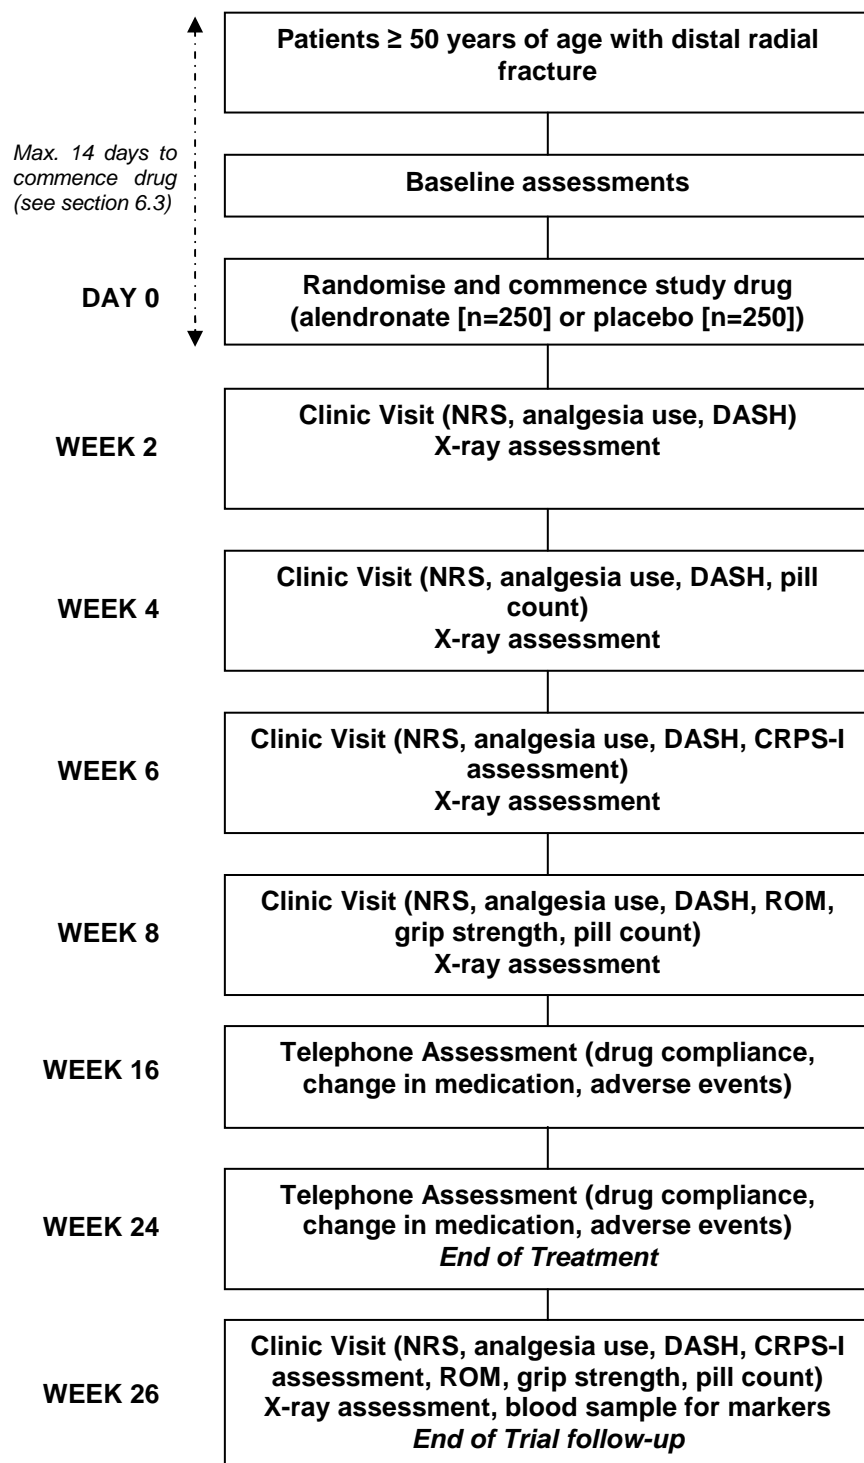 Patients ≥ 50 years of age with distal radial
fracture
Max. 14 days to
commence drug
(see section 6.3)
Baseline assessments
DAY 0
Randomise and commence study drug
(alendronate [n=250] or placebo [n=250])
WEEK 2
Clinic Visit (NRS, analgesia use, DASH)
X-ray assessment
WEEK 4
Clinic Visit (NRS, analgesia use, DASH, pill
count)
X-ray assessment
WEEK 6
Clinic Visit (NRS, analgesia use, DASH, CRPS-I
assessment)
X-ray assessment
WEEK 8
Clinic Visit (NRS, analgesia use, DASH, ROM,
grip strength, pill count)
X-ray assessment
WEEK 16
Telephone Assessment (drug compliance,
change in medication, adverse events)
WEEK 24
Telephone Assessment (drug compliance,
change in medication, adverse events)
End of Treatment
WEEK 26
Clinic Visit (NRS, analgesia use, DASH, CRPS-I
assessment, ROM, grip strength, pill count)
X-ray assessment, blood sample for markers
End of Trial follow-up